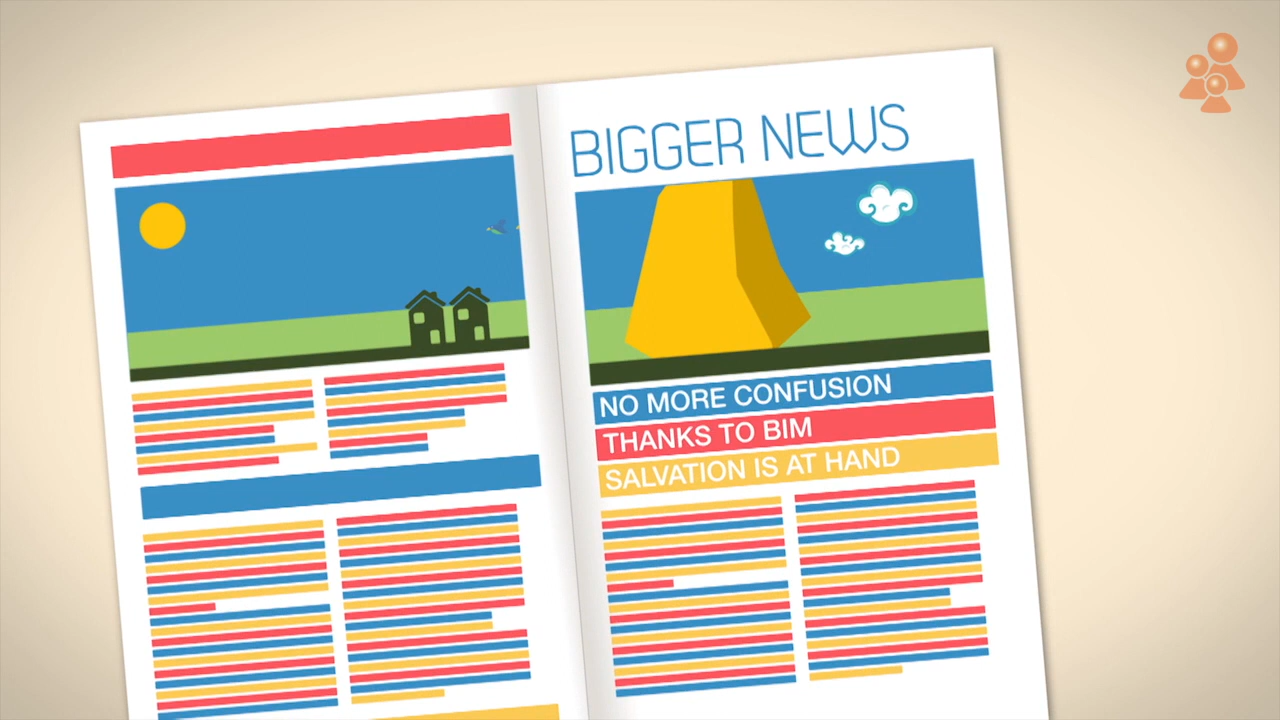 BIGGER NEWS
NO MORE CONFUSION
THANKS TO BIM
SALVATION IS AT HAND